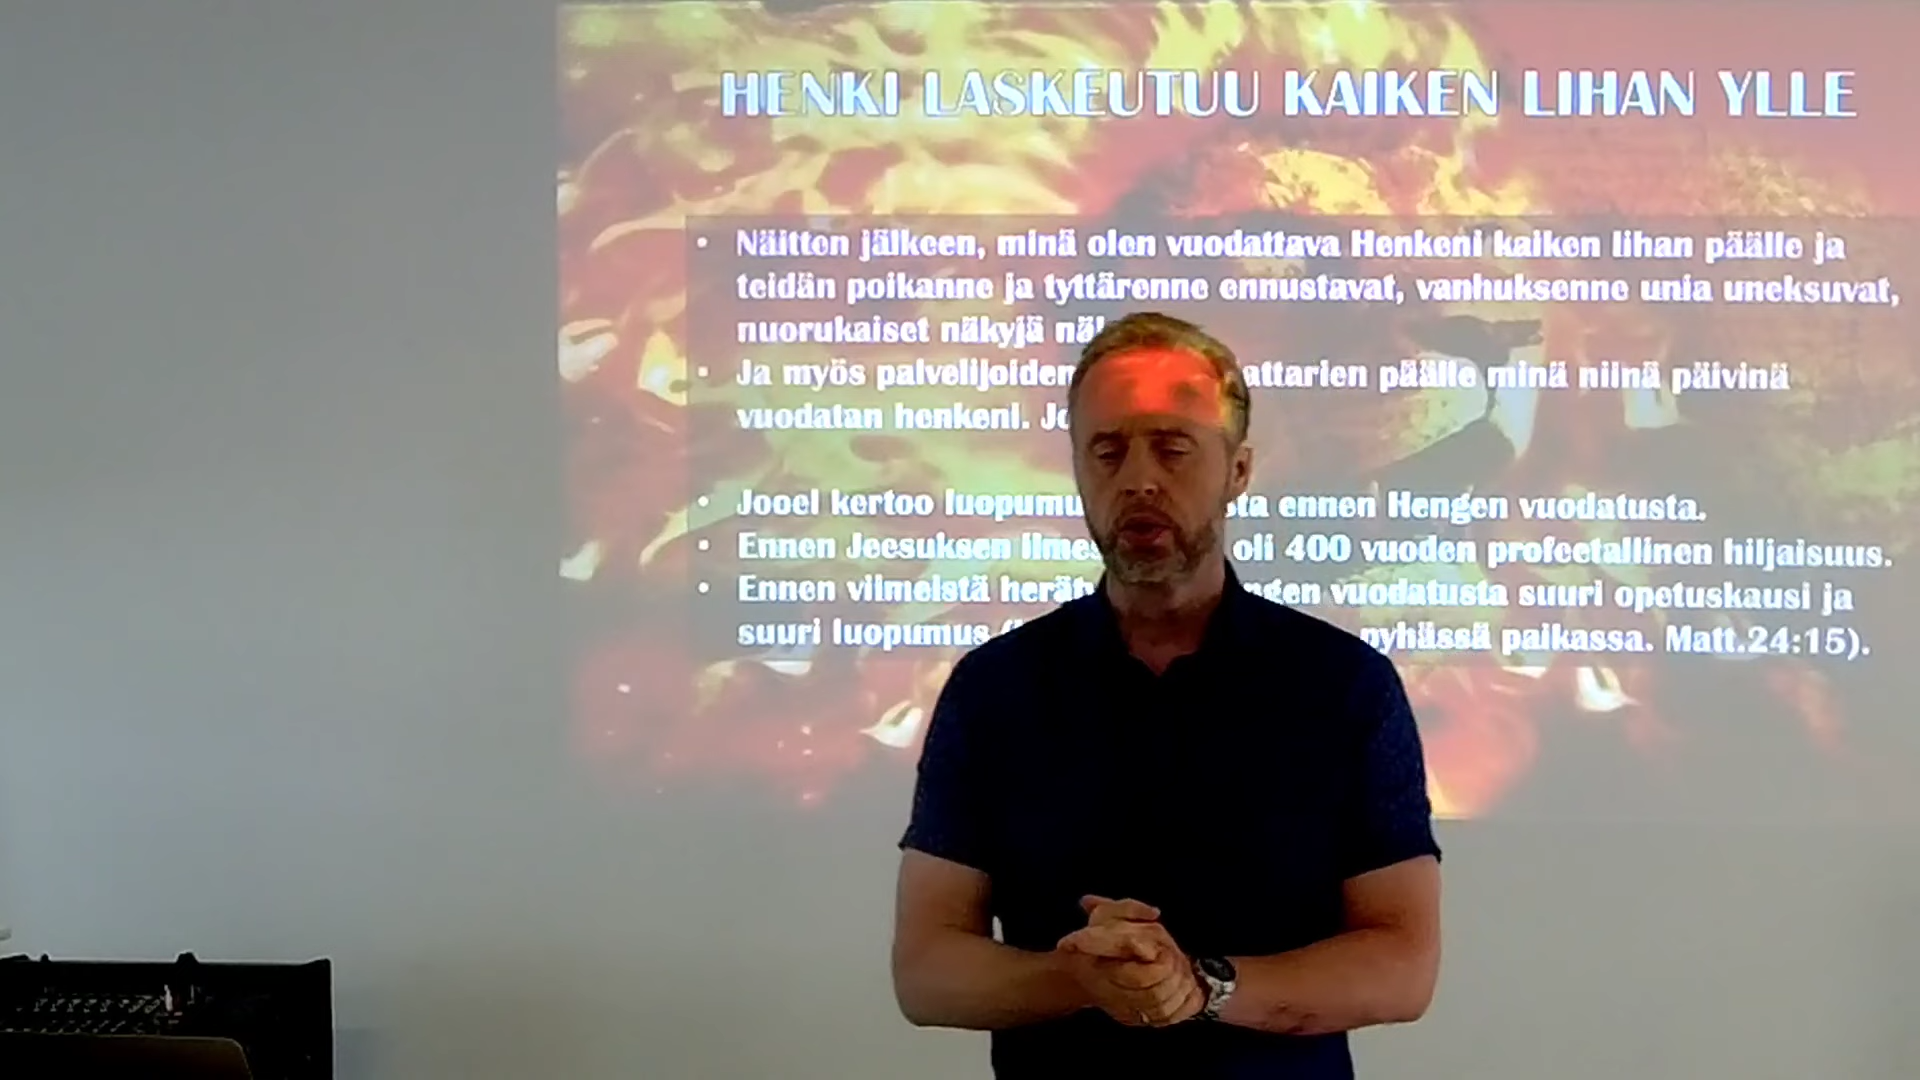 HENKI LASKEUTUU KAIKEN LIHAN YLLE
• Näitten jälkeen, minä olen vuodattava Henkeni kaiken lihan päälle ja
teidän poikanne ja tyttärenne ennustavat, vanhuksenne unia uneksuvat,
nuorukaiset näkyjä
• Ja myös palvelijoiden päälle minä niinä päivinä
vuodatan henkeni.
• Jooel kertoo ennen Hengen vuodatusta.
• Ennen Jeesuksen oli 400 vuoden profeetallinen hiljaisuus.
• Ennen viimeistä vuodatusta suuri opetuskausi ja
suuri luopumus pyhässä paikassa. Matt.24:15).